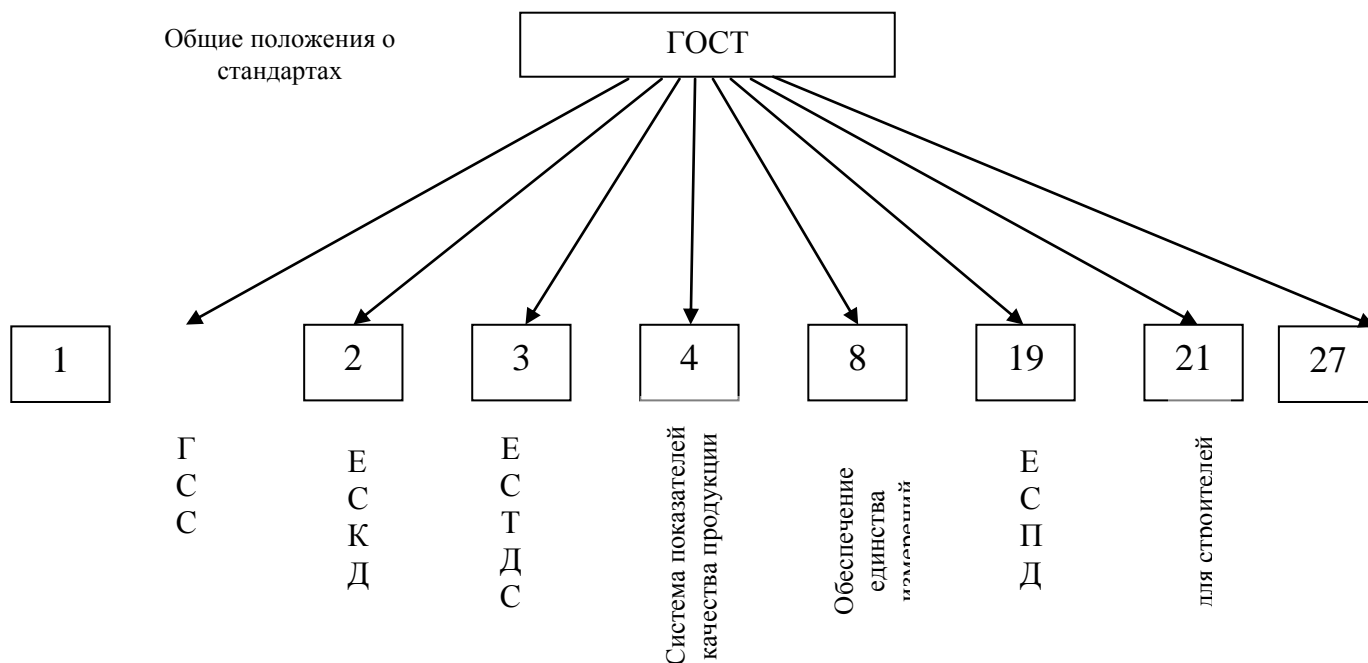 Общие положения о
стандартах
ГОСТ
1
2
3
4
8
19
21
27
Г
С
С
Е
С
К
Д
Е
С
Т
Д
С
Система показателей
качества продукции
Обеспечение
единства
измерений
Е
С
П
Д
для строителей